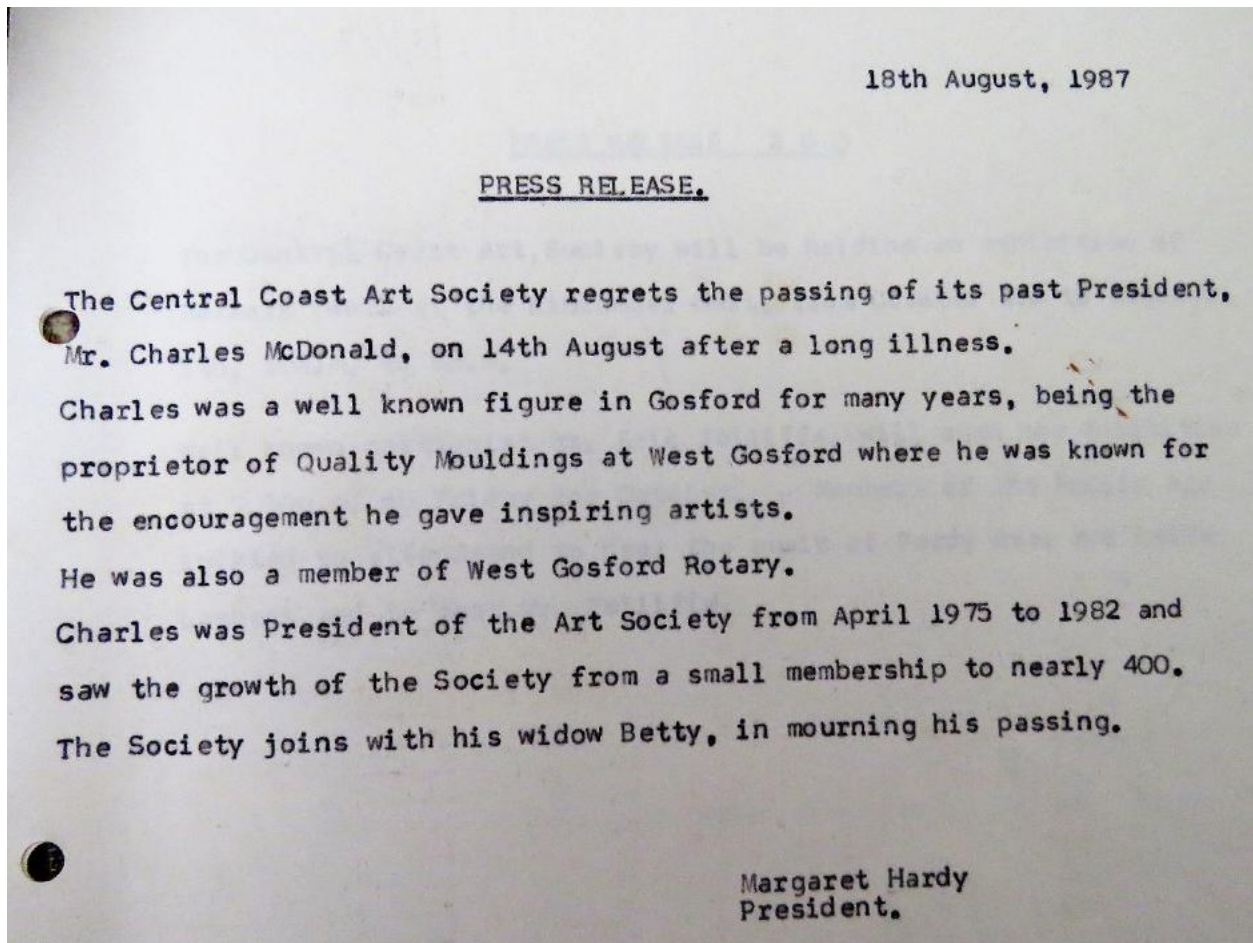 18th August, 1987
PRESS RELEASE.
The Central Coast Art Society regrets the passing of its past President,
Mr. Charles McDonald, on 14th August after a long illness.
Charles was a well known figure in Gosford for many years, being the
proprietor of Quality Mouldings at West Gosford where he was known for
the encouragement he gave inspiring artists.
He was also a member of West Gosford Rotary.
Charles was President of the Art Society from April 1975 to 1982 and
saw the growth of the Society from a small membership to nearly 400.
The Society joins with his widow Betty, in mourning his passing.
Margaret Hardy
President.